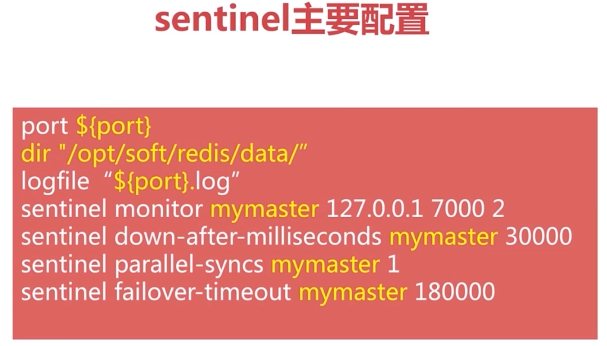 sentinel主要配置
port ${port}
dir "/opt/soft/redis/data/”
logfile “${port}.log”
sentinel monitor mymaster 127.0.0.1 7000 2
sentinel down-after-milliseconds mymaster 30000
sentinel parallel-syncs mymaster 1
sentinel failover-timeout mymaster 180000